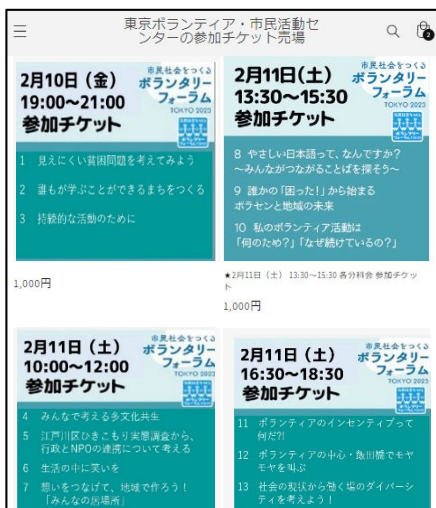 東京ボランティア・市民活動セ
ンターの参加チケット売場
2
2月10日（金）
19:00～21:00
参加チケット
市民社会をつくる
ボランタリー
フォーラム
TOKYO 2023
1 見えにくい貧困問題を考えてみよう
2 誰もが学ぶことができるまちをつくる
3 持続的な活動のために
1,000円
2月11日(土)
13:30～15:30
参加チケット
市民社会をつくる
ボランタリー
フォーラム
TOKYO 2023
8 やさしい日本語って、なんですか？
～みんながつながることばを探そう～
9 誰かの「困った！」から始まる
ボラセンと地域の未来
10 私のボランティア活動は
「何のため？」「なぜ続けているの？」
★2月11日（土） 13:30~15:30 各分科会 参加チケッ
ト
1,000円
2月11日（土）
10:00～12:00
参加チケット
市民社会をつくる
ボランタリー
フォーラム
TOKYO 2023
4 みんなで考える多文化共生
5 江戸川区ひきこもり実態調査から、
行政とNPOの連携について考える
6 生活の中に笑いを
7 想いをつなげて、地域で作ろう！
「みんなの居場所」
2月11日（土）
16:30～18:30
参加チケット
市民社会をつくる
ボランタリー
フォーラム
TOKYO 2023
11 ボランティアのインセンティブって
何だ?!
12 ボランティアの中心・飯田橋でモヤ
モヤを叫ぶ
13 社会の現状から働く場のダイバーシ
ティを考えよう！